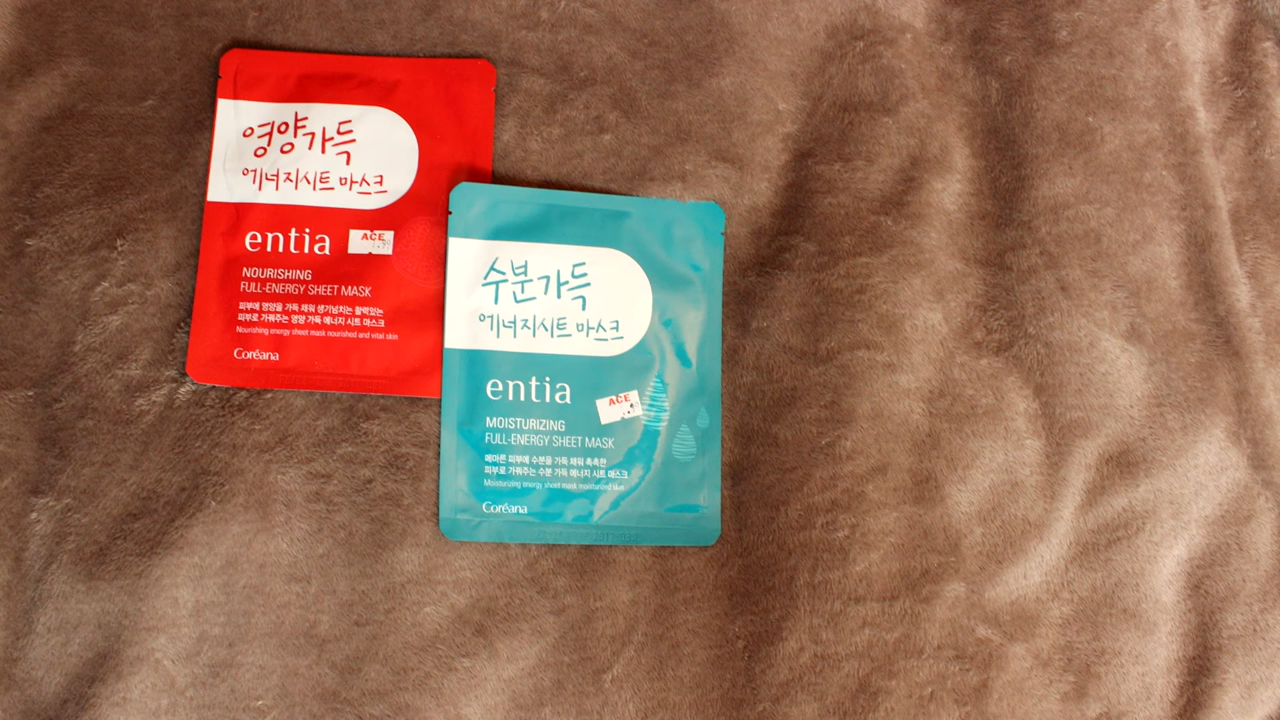 영양가득
에너지시트 마스크
entia
ACE
NOURISHING
FULL-ENERGY SHEET MASK
피부에 영양을 가득 채워 생기넘치는 활력있는
피부로 가꿔주는 영양 가득 에너지 시트 마스크
Nourishing energy sheet mask nourished and vital skin
Coréana
수분가득
에너지시트 마스크
entia
ACE
MOISTURIZING
FULL-ENERGY SHEET MASK
메마른 피부에 수분을 가득 채워 촉촉한
피부로 가꿔주는 수분 가득 에너지 시트 마스크
Moisturizing energy sheet mask moisturized skin
Coréana